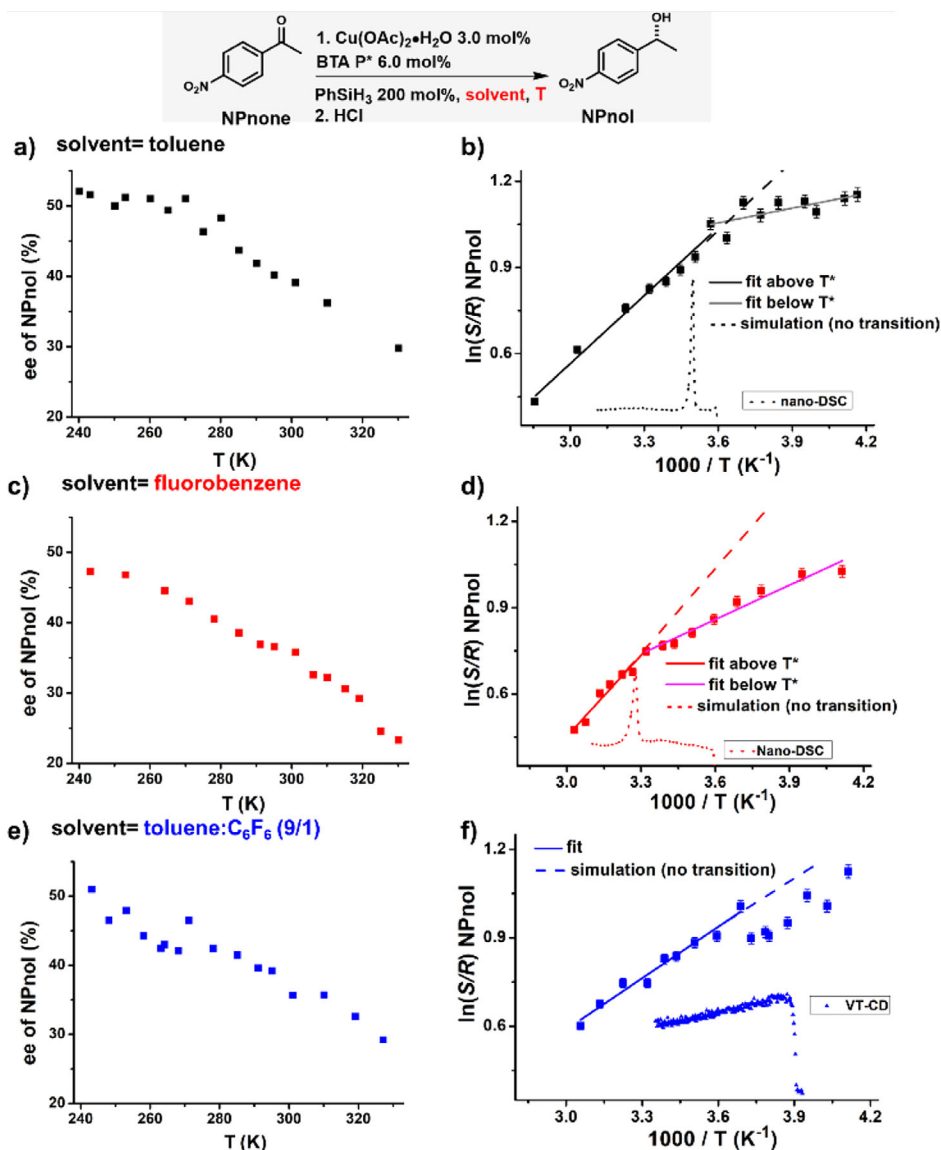 O
1. Cu(OAc)₂•H₂O 3.0 mol%
BTA P* 6.0 mol%
PhSiH₃ 200 mol%, solvent, T
2. HCl
O₂N
NPnone
OH
O₂N
NPnol
a) solvent= toluene
ee of NPnol (%)
50
40
30
20
240 260 280 300 320
T (K)
b)
ln(S/R) NPnol
1.2
0.9
0.6
fit above T*
fit below T*
simulation (no transition)
nano-DSC
3.0 3.3 3.6 3.9 4.2
1000 / T (K⁻¹)
c) solvent= fluorobenzene
ee of NPnol (%)
50
40
30
20
240 260 280 300 320
T (K)
d)
ln(S/R) NPnol
1.2
0.9
0.6
fit above T*
fit below T*
simulation (no transition)
Nano-DSC
3.0 3.3 3.6 3.9 4.2
1000 / T (K⁻¹)
e) solvent= toluene:C₆F₆ (9/1)
ee of NPnol (%)
50
40
30
20
240 260 280 300 320
T (K)
f)
ln(S/R) NPnol
1.2
0.9
0.6
fit
simulation (no transition)
VT-CD
3.0 3.3 3.6 3.9 4.2
1000 / T (K⁻¹)